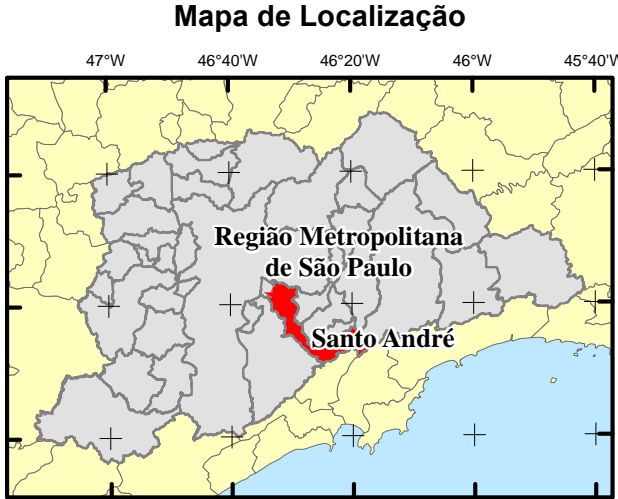 Mapa de Localização
47°W 46°40'W 46°20'W 46°W 45°40'W
Região Metropolitana
de São Paulo
Santo André